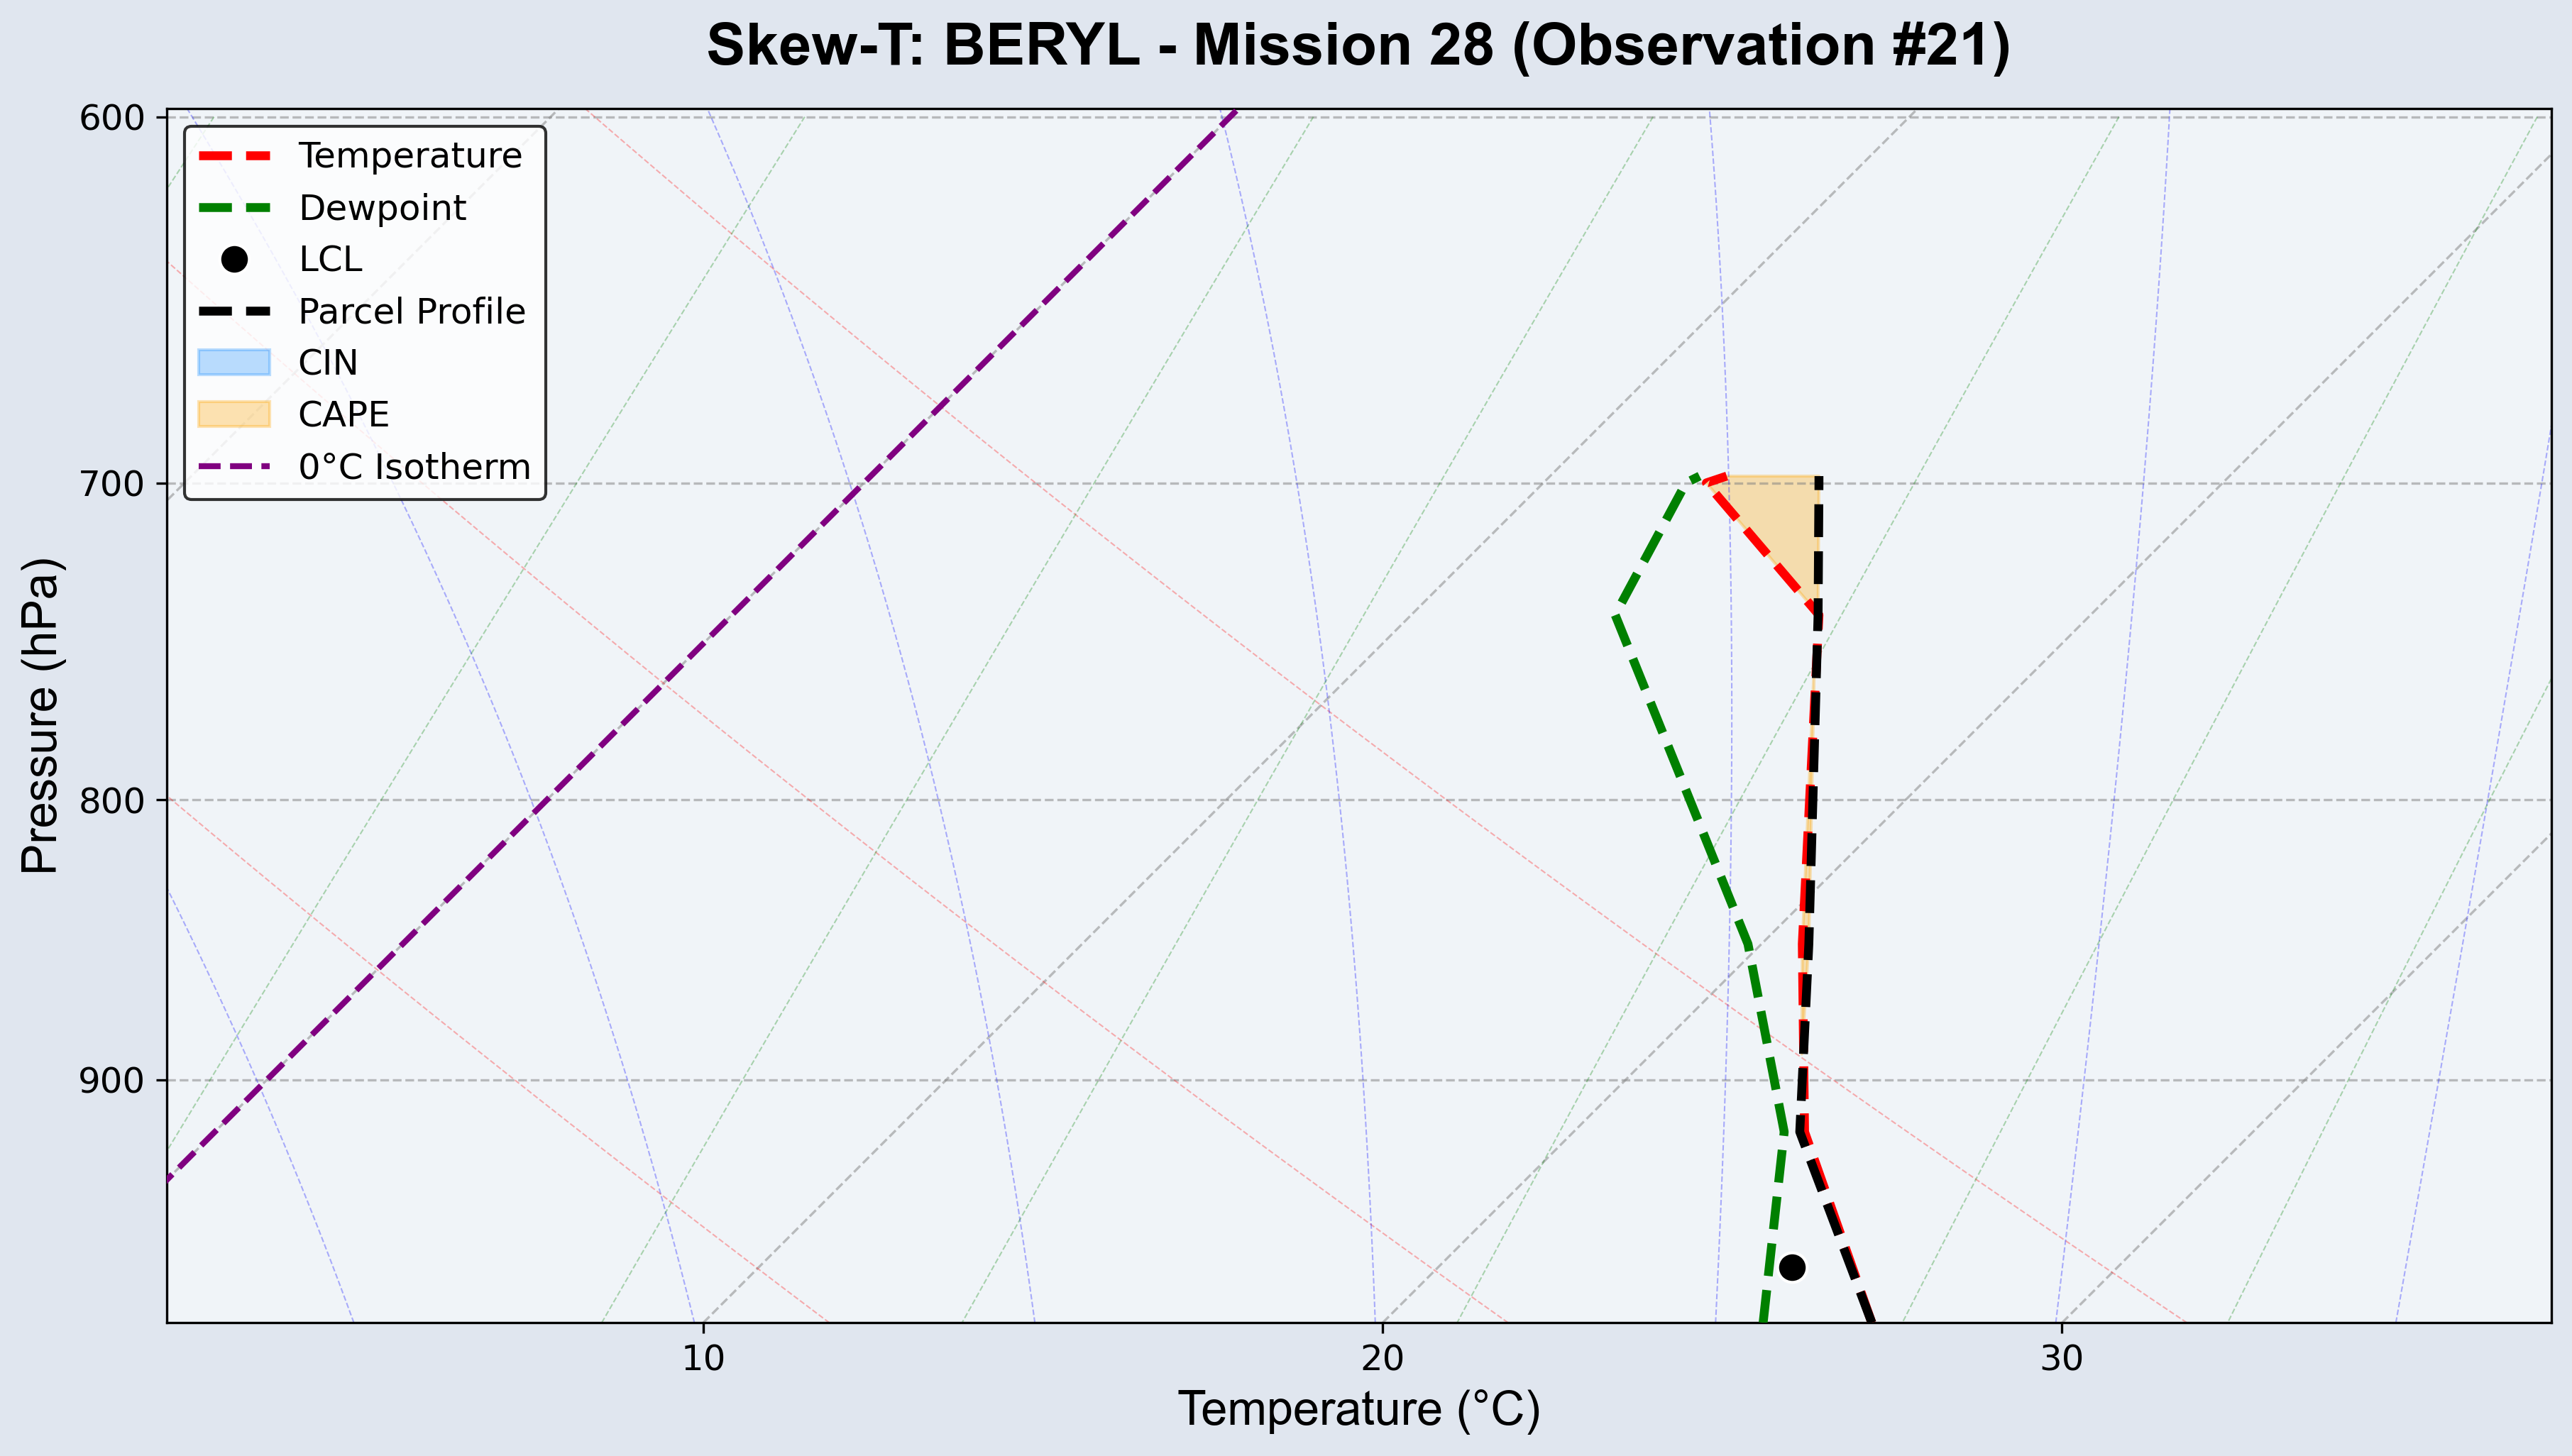 Skew-T: BERYL - Mission 28 (Observation #21)
600
700
800
900
Pressure (hPa)
Temperature
Dewpoint
LCL
Parcel Profile
CIN
CAPE
0°C Isotherm
10
20
30
Temperature (°C)